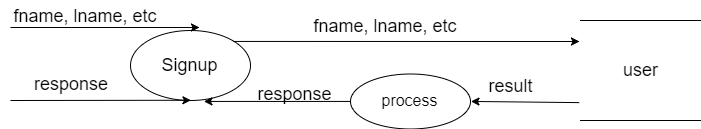 fname, lname, etc
fname, lname, etc
Signup
user
response
response
process
result